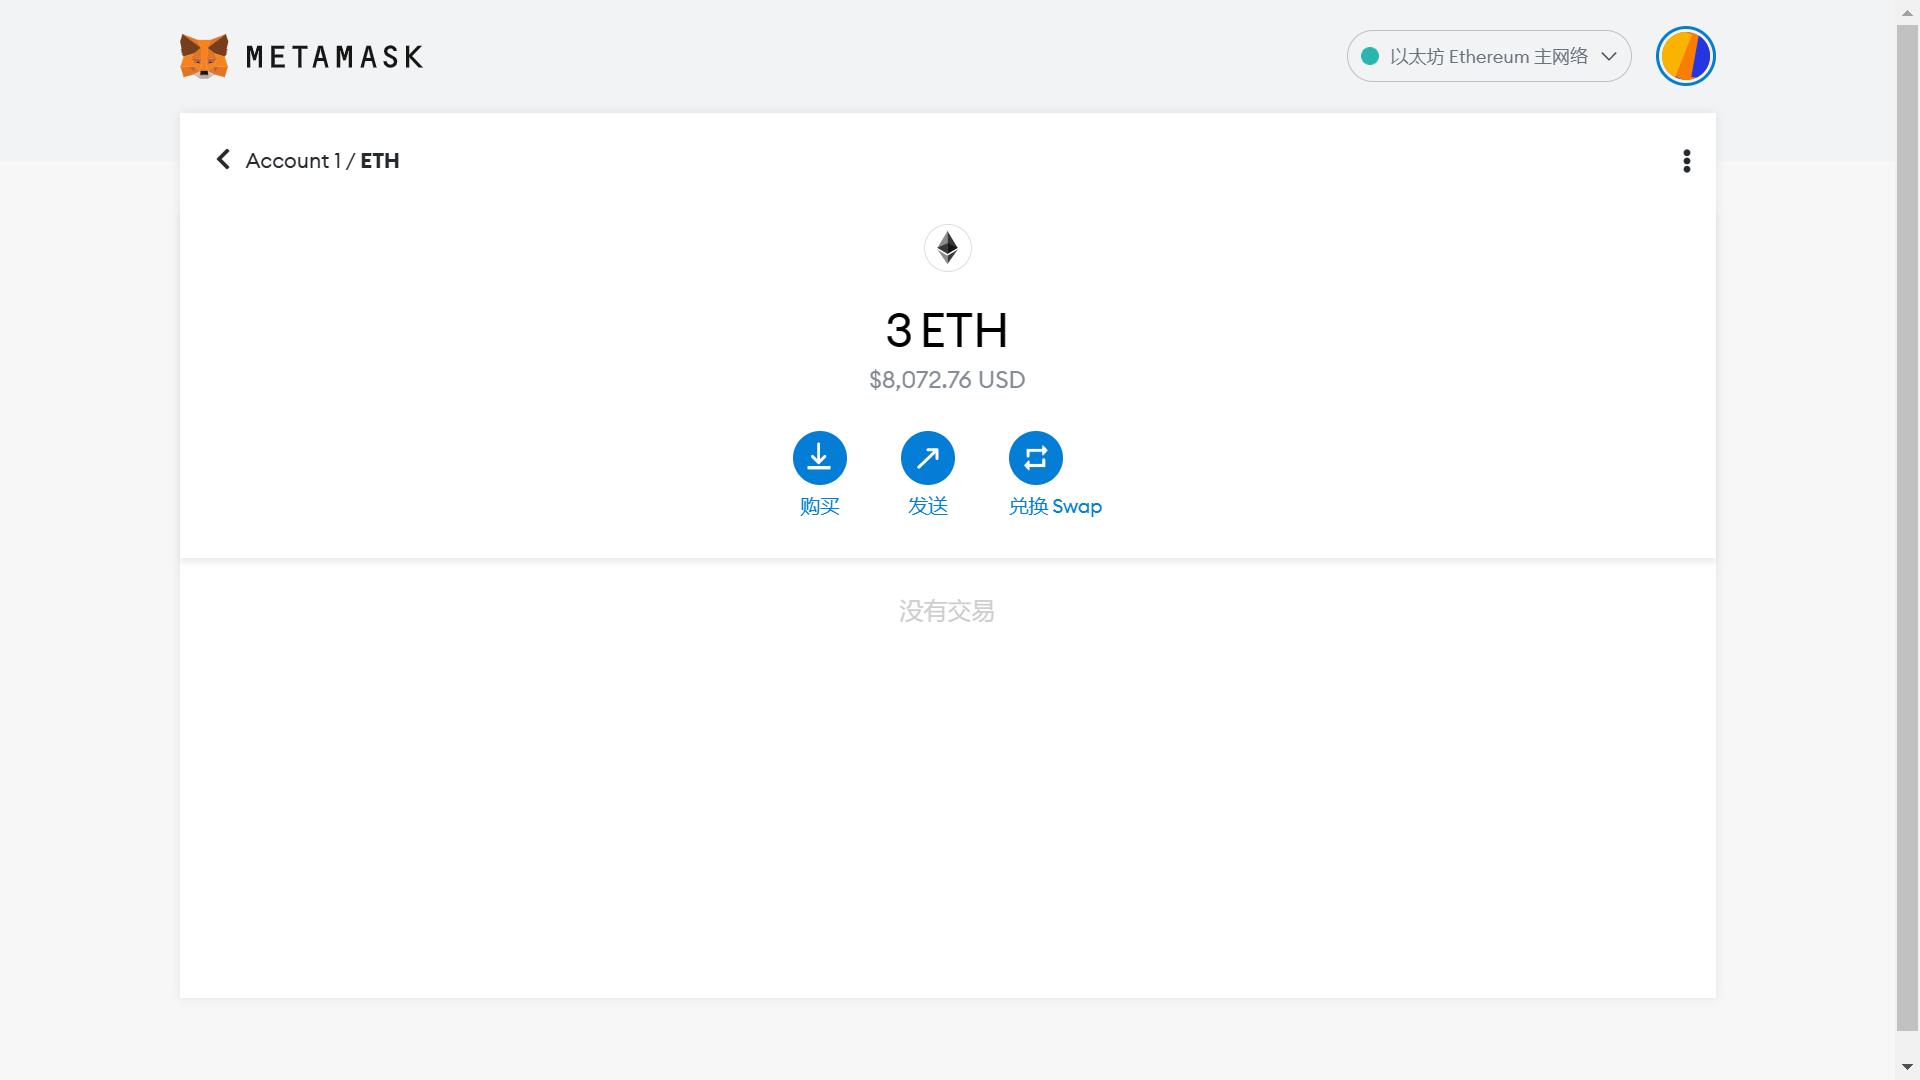 METAMASK
以太坊 Ethereum 主网络
Account 1 / ETH
3 ETH
$8,072.76 USD
购买
发送
兑换 Swap
没有交易